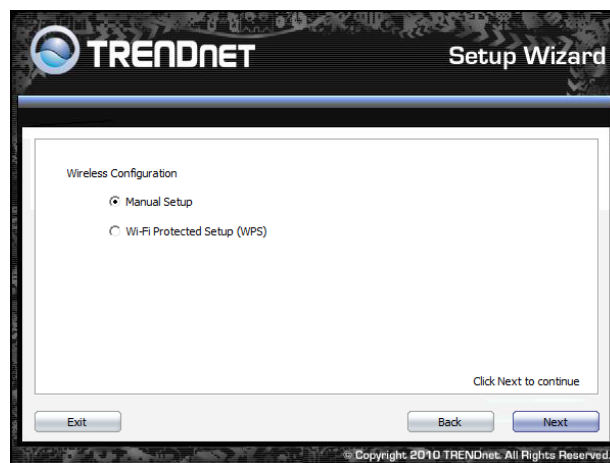 TRENDNET
Setup Wizard
Wireless Configuration
Manual Setup
Wi-Fi Protected Setup (WPS)
Click Next to continue
Exit
Back
Next
© Copyright 2010 TRENDnet. All Rights Reserved.